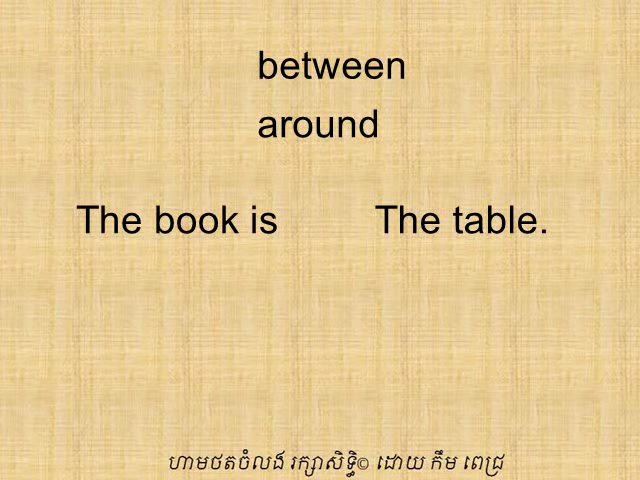 between
around
The book is The table.
ហាមថតចំលង រក្សាសិទ្ធិ© ដោយ កឹម ពេជ្រ